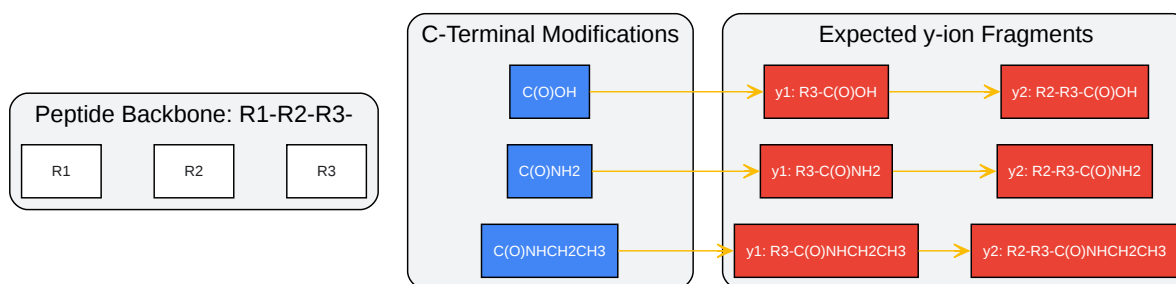 Peptide Backbone: R1-R2-R3-
R1
R2
R3
C-Terminal Modifications
C(O)OH
C(O)NH2
C(O)NHCH2CH3
Expected y-ion Fragments
y1: R3-C(O)OH
y2: R2-R3-C(O)OH
y1: R3-C(O)NH2
y2: R2-R3-C(O)NH2
y1: R3-C(O)NHCH2CH3
y2: R2-R3-C(O)NHCH2CH3